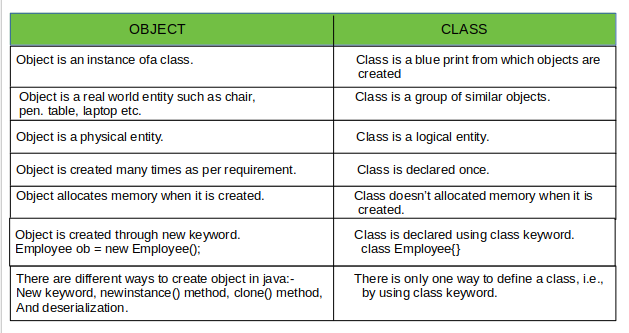 OBJECT
CLASS
Object is an instance ofa class.
Class is a blue print from which objects are
created
Object is a real world entity such as chair,
pen. table, laptop etc.
Class is a group of similar objects.
Object is a physical entity.
Class is a logical entity.
Object is created many times as per requirement.
Class is declared once.
Object allocates memory when it is created.
Class doesn't allocated memory when it is
created.
Object is created through new keyword.
Employee ob = new Employee();
Class is declared using class keyword.
class Employee{}
There are different ways to create object in java:-
New keyword, newinstance() method, clone() method,
And deserialization.
There is only one way to define a class, i.e.,
by using class keyword.